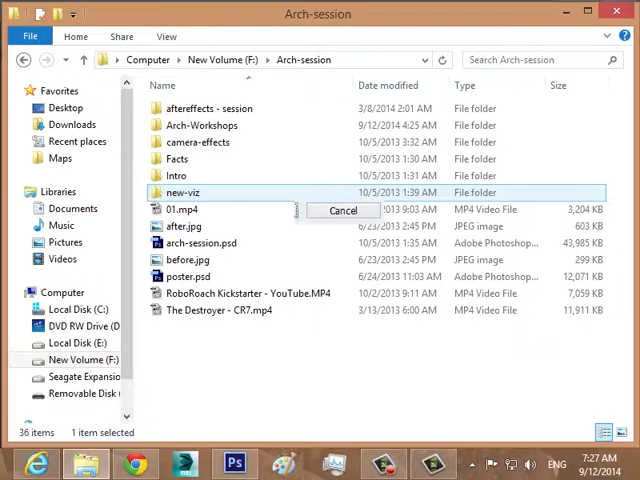 Arch-session
File
Home
Share
View
Computer
New Volume (F:)
Arch-session
Search Arch-session
Name
Date modified
Type
Size
Favorites
Desktop
Downloads
Recent places
Maps
Libraries
Documents
Music
Pictures
Videos
Computer
Local Disk (C:)
DVD RW Drive (D
Local Disk (E:)
New Volume (F:)
Seagate Expansio
Removable Disk (
aftereffects - session 3/8/2014 2:01 AM File folder
Arch-Workshops 9/12/2014 4:25 AM File folder
camera-effects 10/5/2013 3:32 AM File folder
Facts 10/5/2013 1:30 AM File folder
Intro 10/5/2013 1:31 AM File folder
new-viz 10/5/2013 1:39 AM File folder
01.mp4 2013 9:03 AM MP4 Video File 3,204 KB
Cancel
after.jpg 6/23/2013 2:45 PM JPEG image 603 KB
arch-session.psd 10/5/2013 1:35 AM Adobe Photoshop... 43,985 KB
before.jpg 6/23/2013 2:45 PM JPEG image 299 KB
poster.psd 6/24/2013 11:03 AM Adobe Photoshop... 12,071 KB
RoboRoach Kickstarter - YouTube.MP4 10/2/2013 9:11 AM MP4 Video File 7,059 KB
The Destroyer - CR7.mp4 3/13/2013 6:00 AM MP4 Video File 11,911 KB
36 items 1 item selected
ENG
7:27 AM
9/12/2014